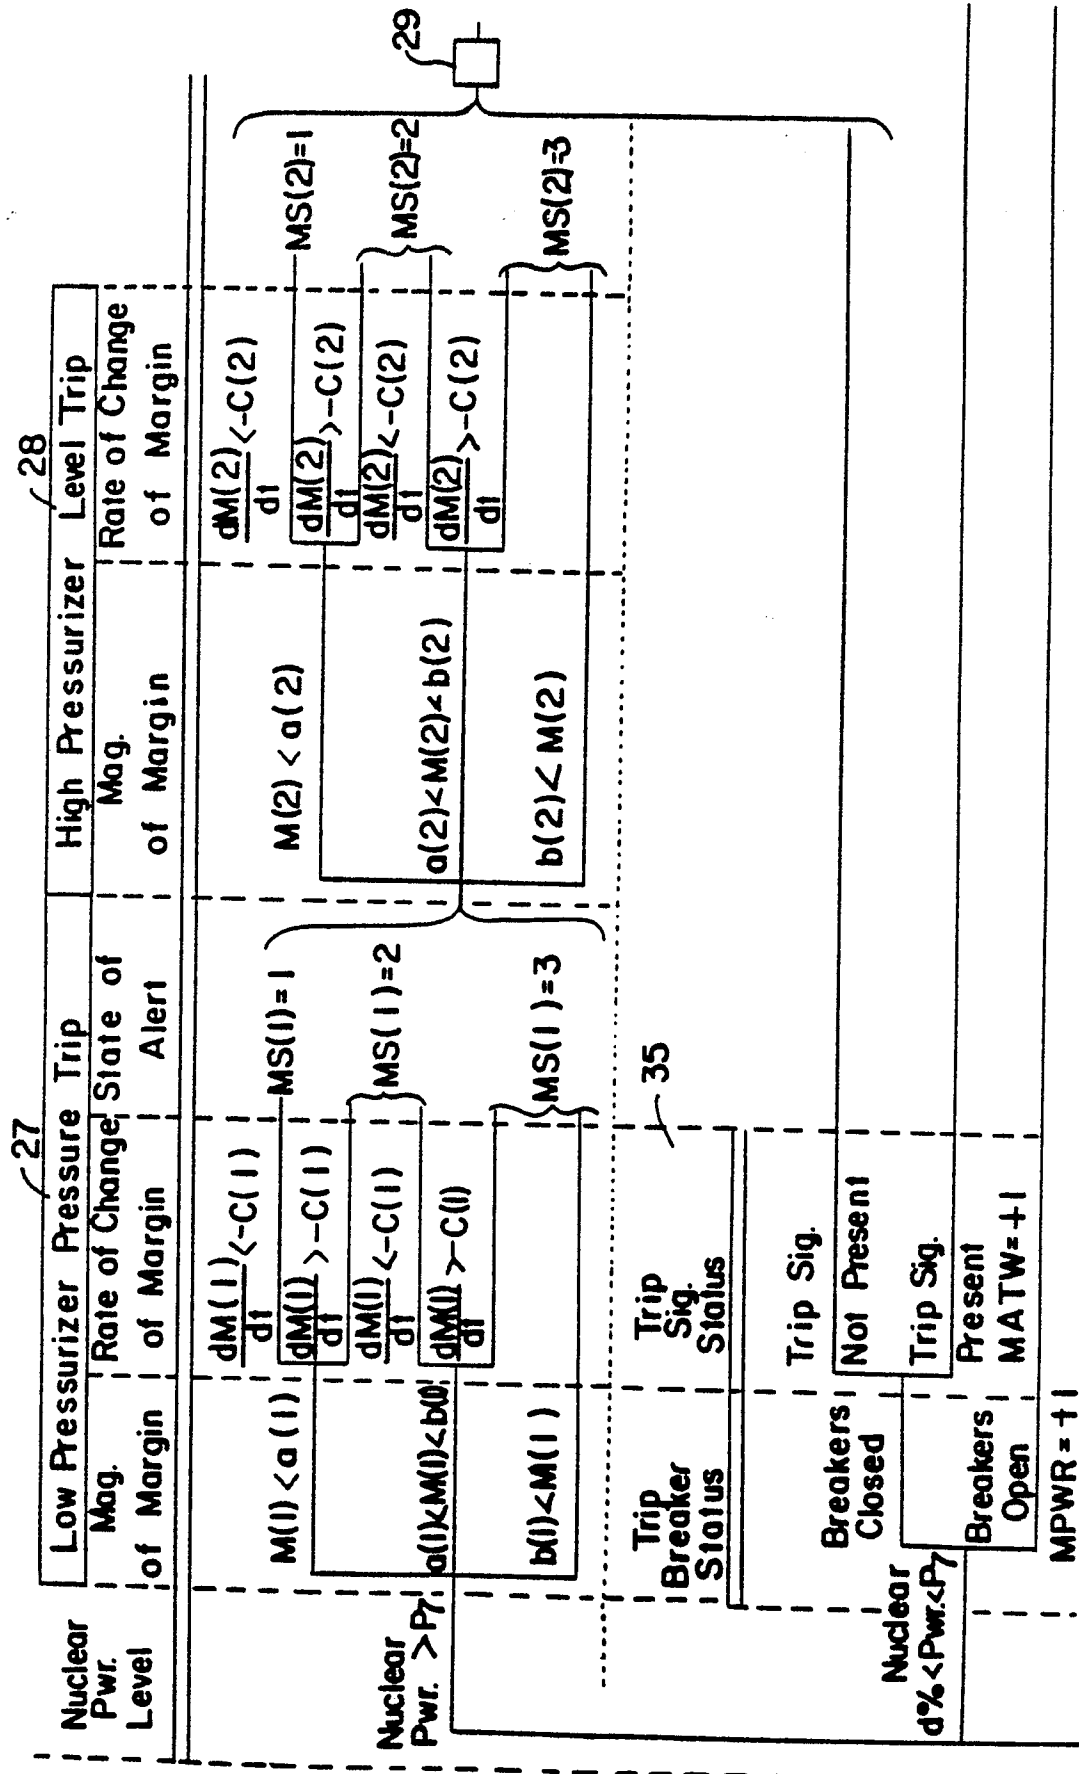 27
28
Low Pressurizer Pressure Trip
High Pressurizer Level Trip
Nuclear
Pwr.
Level
Mag.
of Margin
Rate of Change
of Margin
State of
Alert
Mag.
of Margin
Rate of Change
of Margin
Nuclear
Pwr. >P7
M(1)<a(1)
a(1)<M(1)<b(1)
b(1)<M(1)
dM(1)/dt <-C(1)
dM(1)/dt >-C(1)
dM(1)/dt <-C(1)
dM(1)/dt >-C(1)
MS(1)=1
MS(1)=2
MS(1)=3
M(2)<a(2)
a(2)<M(2)<b(2)
b(2)<M(2)
dM(2)/dt <-C(2)
dM(2)/dt >-C(2)
dM(2)/dt <-C(2)
dM(2)/dt >-C(2)
MS(2)=1
MS(2)=2
MS(2)=3
29
35
Trip
Breaker
Status
Trip
Sig.
Status
Nuclear
d%<Pwr.<P7
Breakers
Closed
Breakers
Open
Trip Sig.
Not Present
Trip Sig.
Present
MATW=+1
MPWR=+1